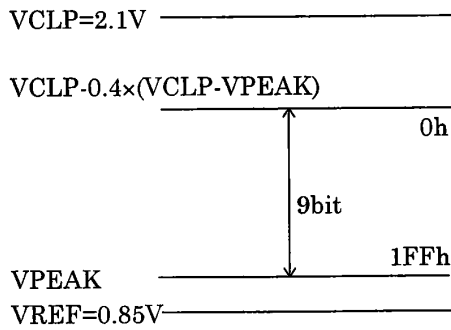 VCLP=2.1V
VCLP-0.4×(VCLP-VPEAK)
0h
9bit
1FFh
VPEAK
VREF=0.85V